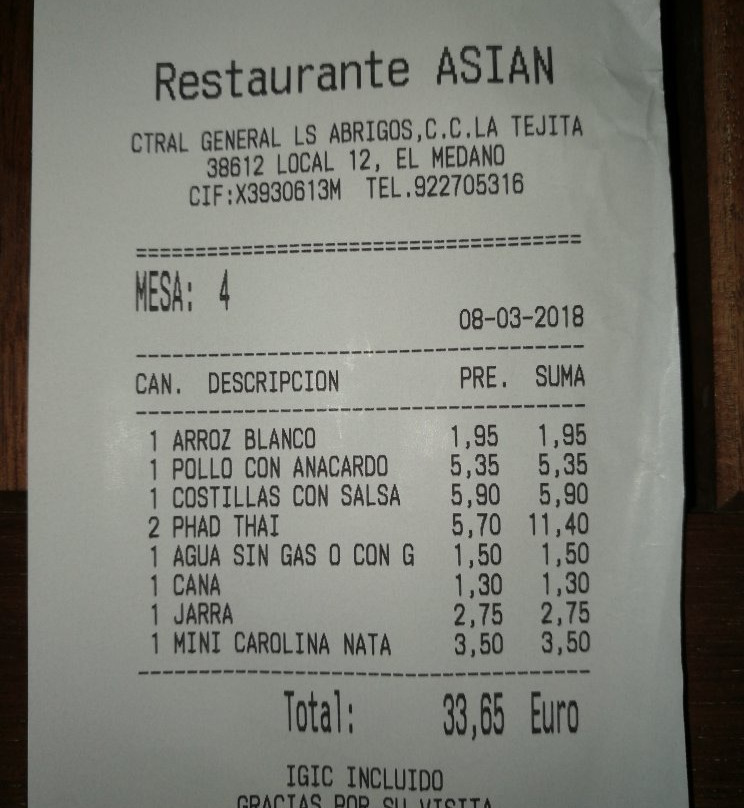 Restaurante ASIAN
CTRAL GENERAL LS ABRIGOS,C.C.LA TEJITA
38612 LOCAL 12, EL MEDANO
CIF:X3930613M TEL.922705316
=====================================
MESA: 4
08-03-2018
--------------------------------------
CAN. DESCRIPCION PRE. SUMA
--------------------------------------
1 ARROZ BLANCO 1,95 1,95
1 POLLO CON ANACARDO 5,35 5,35
1 COSTILLAS CON SALSA 5,90 5,90
2 PHAD THAI 5,70 11,40
1 AGUA SIN GAS O CON G 1,50 1,50
1 CANA 1,30 1,30
1 JARRA 2,75 2,75
1 MINI CAROLINA NATA 3,50 3,50
--------------------------------------
Total: 33,65 Euro
IGIC INCLUIDO
GRACIAS POR SU VISITA